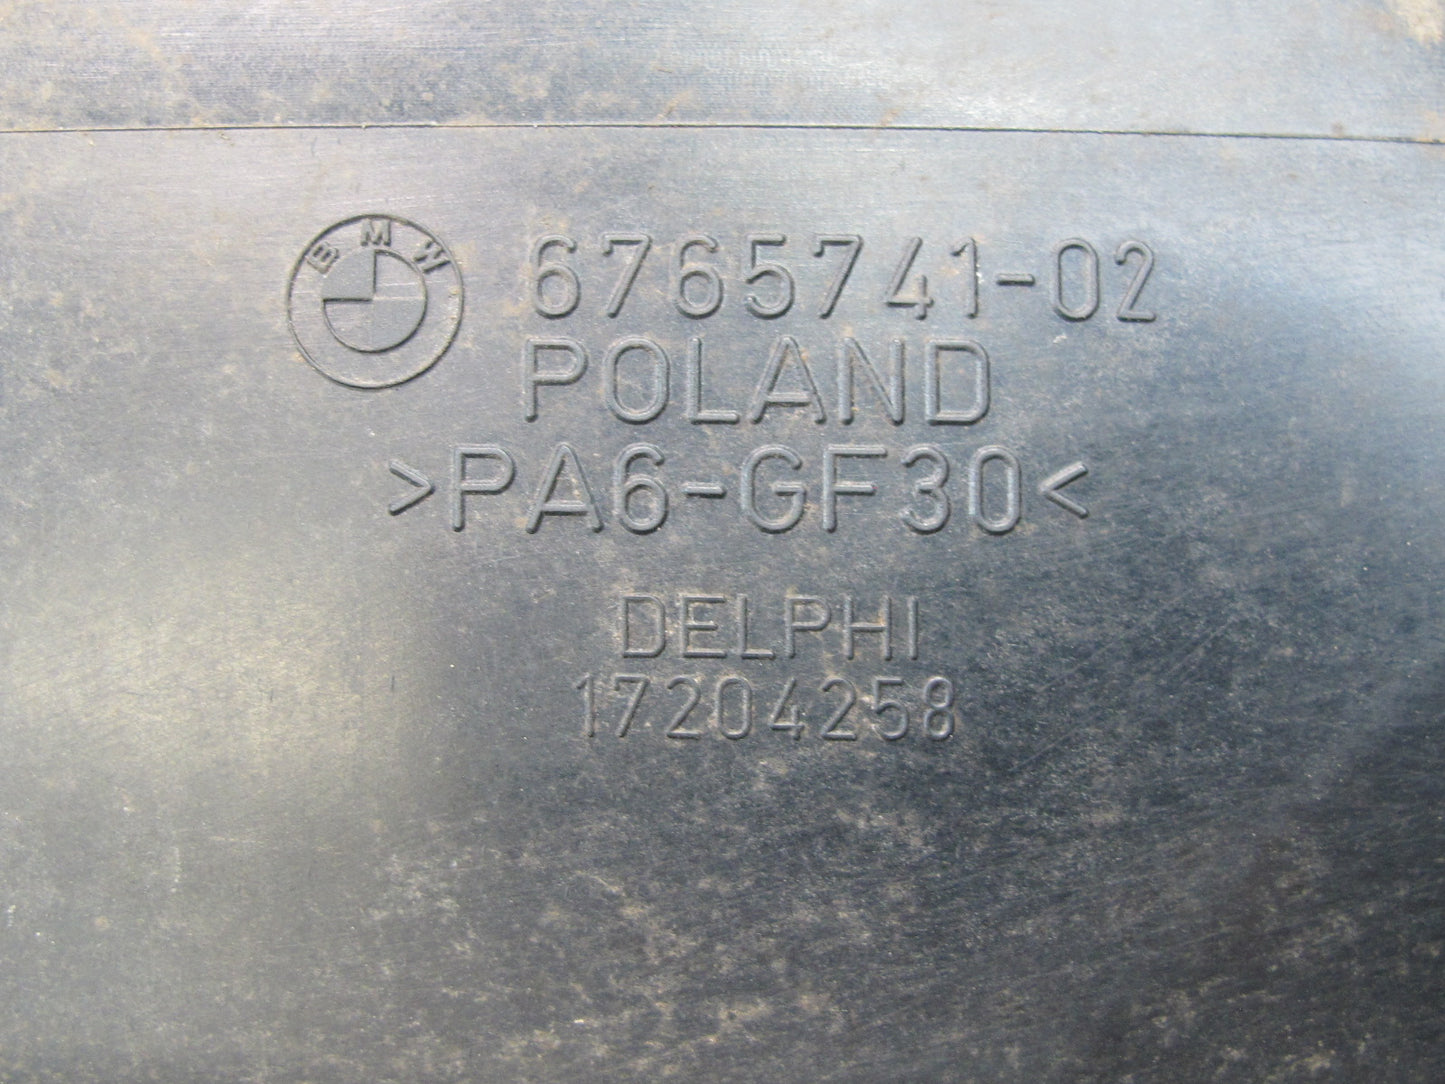 BMW 6765741-02
POLAND
>PA6-GF30<
DELPHI
17204258